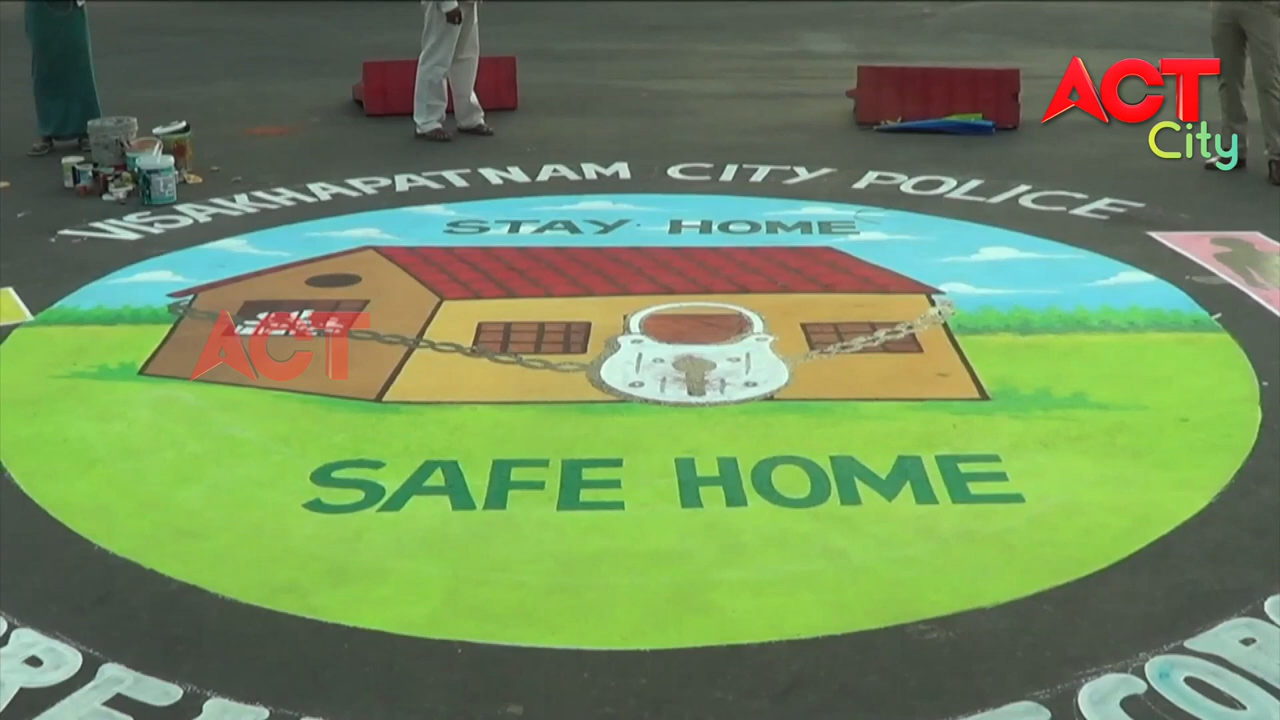 ACT
City
VISAKHAPATNAM CITY POLICE
STAY HOME
ACT
SAFE HOME